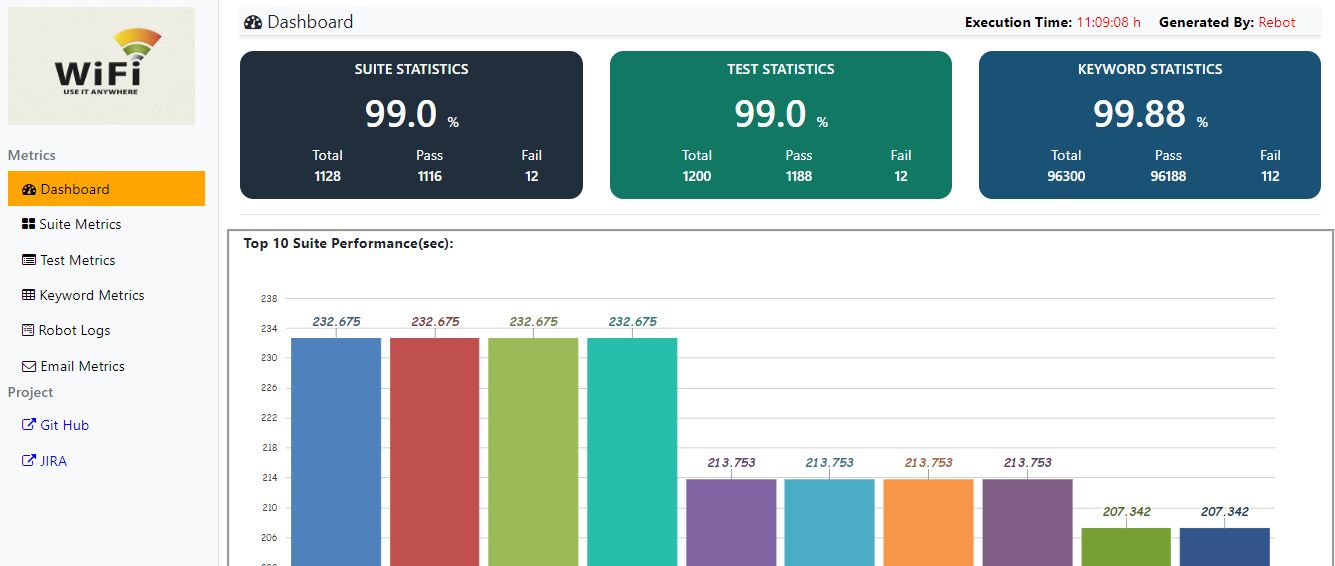 WiFi
USE IT ANYWHERE
Metrics
Dashboard
Suite Metrics
Test Metrics
Keyword Metrics
Robot Logs
Email Metrics
Project
Git Hub
JIRA
Dashboard
Execution Time: 11:09:08 h Generated By: Rebot
SUITE STATISTICS
99.0 %
Total Pass Fail
1128 1116 12
TEST STATISTICS
99.0 %
Total Pass Fail
1200 1188 12
KEYWORD STATISTICS
99.88 %
Total Pass Fail
96300 96188 112
Top 10 Suite Performance(sec):
238
234
230
226
222
218
214
210
206
232.675 232.675 232.675 232.675
213.753 213.753 213.753 213.753
207.342 207.342